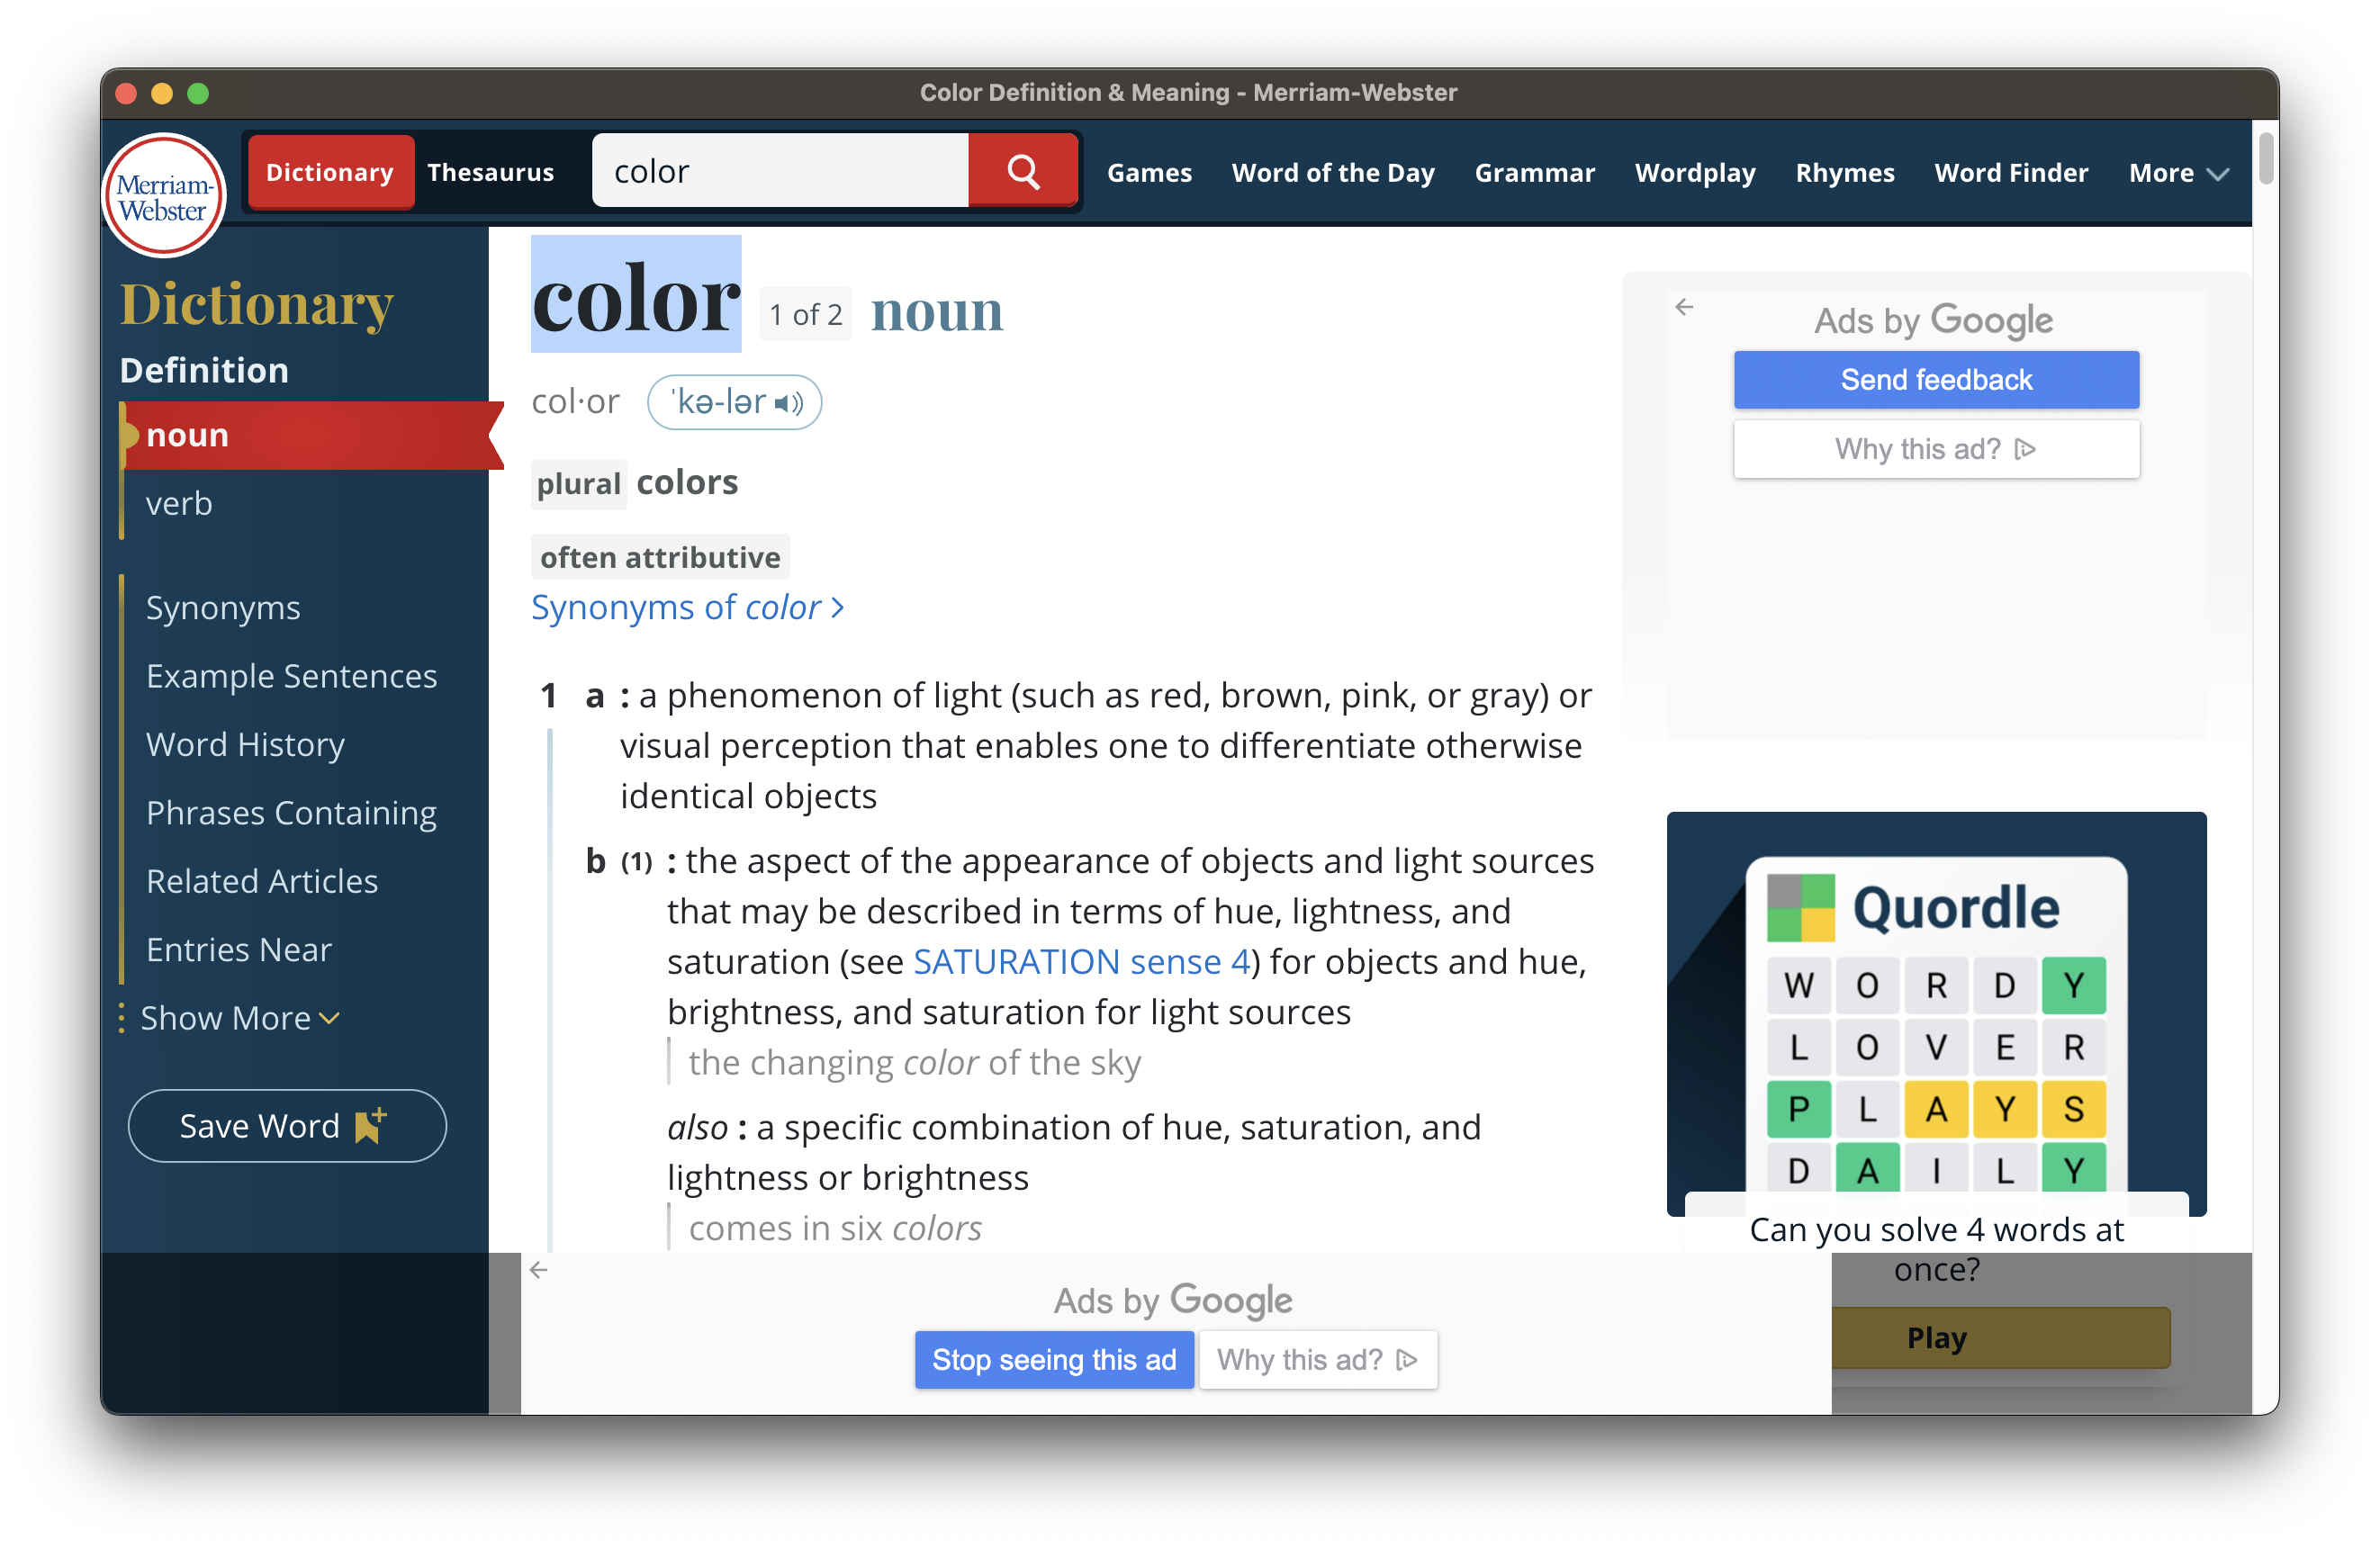 Color Definition & Meaning - Merriam-Webster
Merriam-
Webster
Dictionary
Thesaurus
color
Games
Word of the Day
Grammar
Wordplay
Rhymes
Word Finder
More
Dictionary
Definition
noun
verb
Synonyms
Example Sentences
Word History
Phrases Containing
Related Articles
Entries Near
Show More
Save Word
color 1 of 2 noun
col·or ˈkə-lər
plural colors
often attributive
Synonyms of color
1 a : a phenomenon of light (such as red, brown, pink, or gray) or
visual perception that enables one to differentiate otherwise
identical objects
b (1) : the aspect of the appearance of objects and light sources
that may be described in terms of hue, lightness, and
saturation (see SATURATION sense 4) for objects and hue,
brightness, and saturation for light sources
the changing color of the sky
also : a specific combination of hue, saturation, and
lightness or brightness
comes in six colors
Ads by Google
Send feedback
Why this ad?
Quordle
W O R D Y
L O V E R
P L A Y S
D A I L Y
Can you solve 4 words at
once?
Play
Ads by Google
Stop seeing this ad
Why this ad?